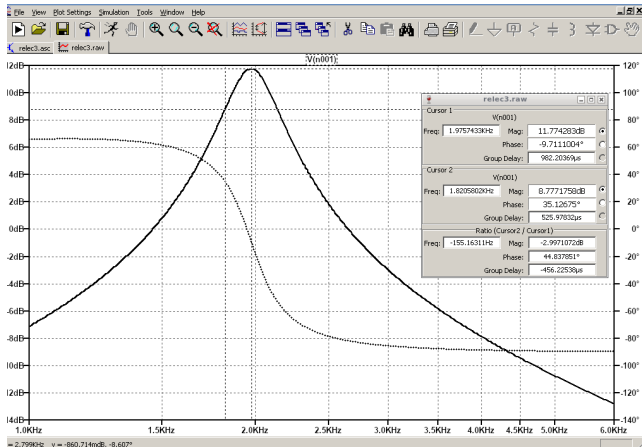 File View Plot Settings Simulation Tools Window Help
relec3.asc relec3.raw
V(n001)
12dB 120°
10dB 100°
8dB 80°
6dB 60°
4dB 40°
2dB 20°
0dB 0°
-2dB -20°
-4dB -40°
-6dB -60°
-8dB -80°
10dB -100°
12dB -120°
14dB -140°
1.0KHz 1.5KHz 2.0KHz 2.5KHz 3.0KHz 3.5KHz 4.0KHz 4.5KHz 5.0KHz 6.0KHz
relec3.raw
Cursor 1
V(n001)
Freq: 1.9757433KHz Mag: 11.774283dB
Phase: -9.7111004°
Group Delay: 982.20369µs
Cursor 2
V(n001)
Freq: 1.8205802KHz Mag: 8.7771758dB
Phase: 35.12675°
Group Delay: 525.97832µs
Ratio (Cursor2 / Cursor1)
Freq: -155.16311Hz Mag: -2.9971072dB
Phase: 44.837851°
Group Delay: -456.22538µs
= 2.799KHz v = -860.714mdB, -8.607°